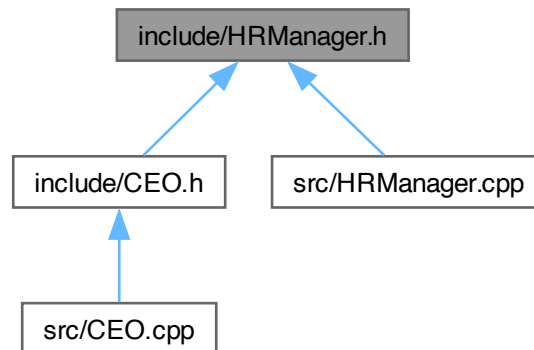 include/HRManager.h
include/CEO.h
src/HRManager.cpp
src/CEO.cpp